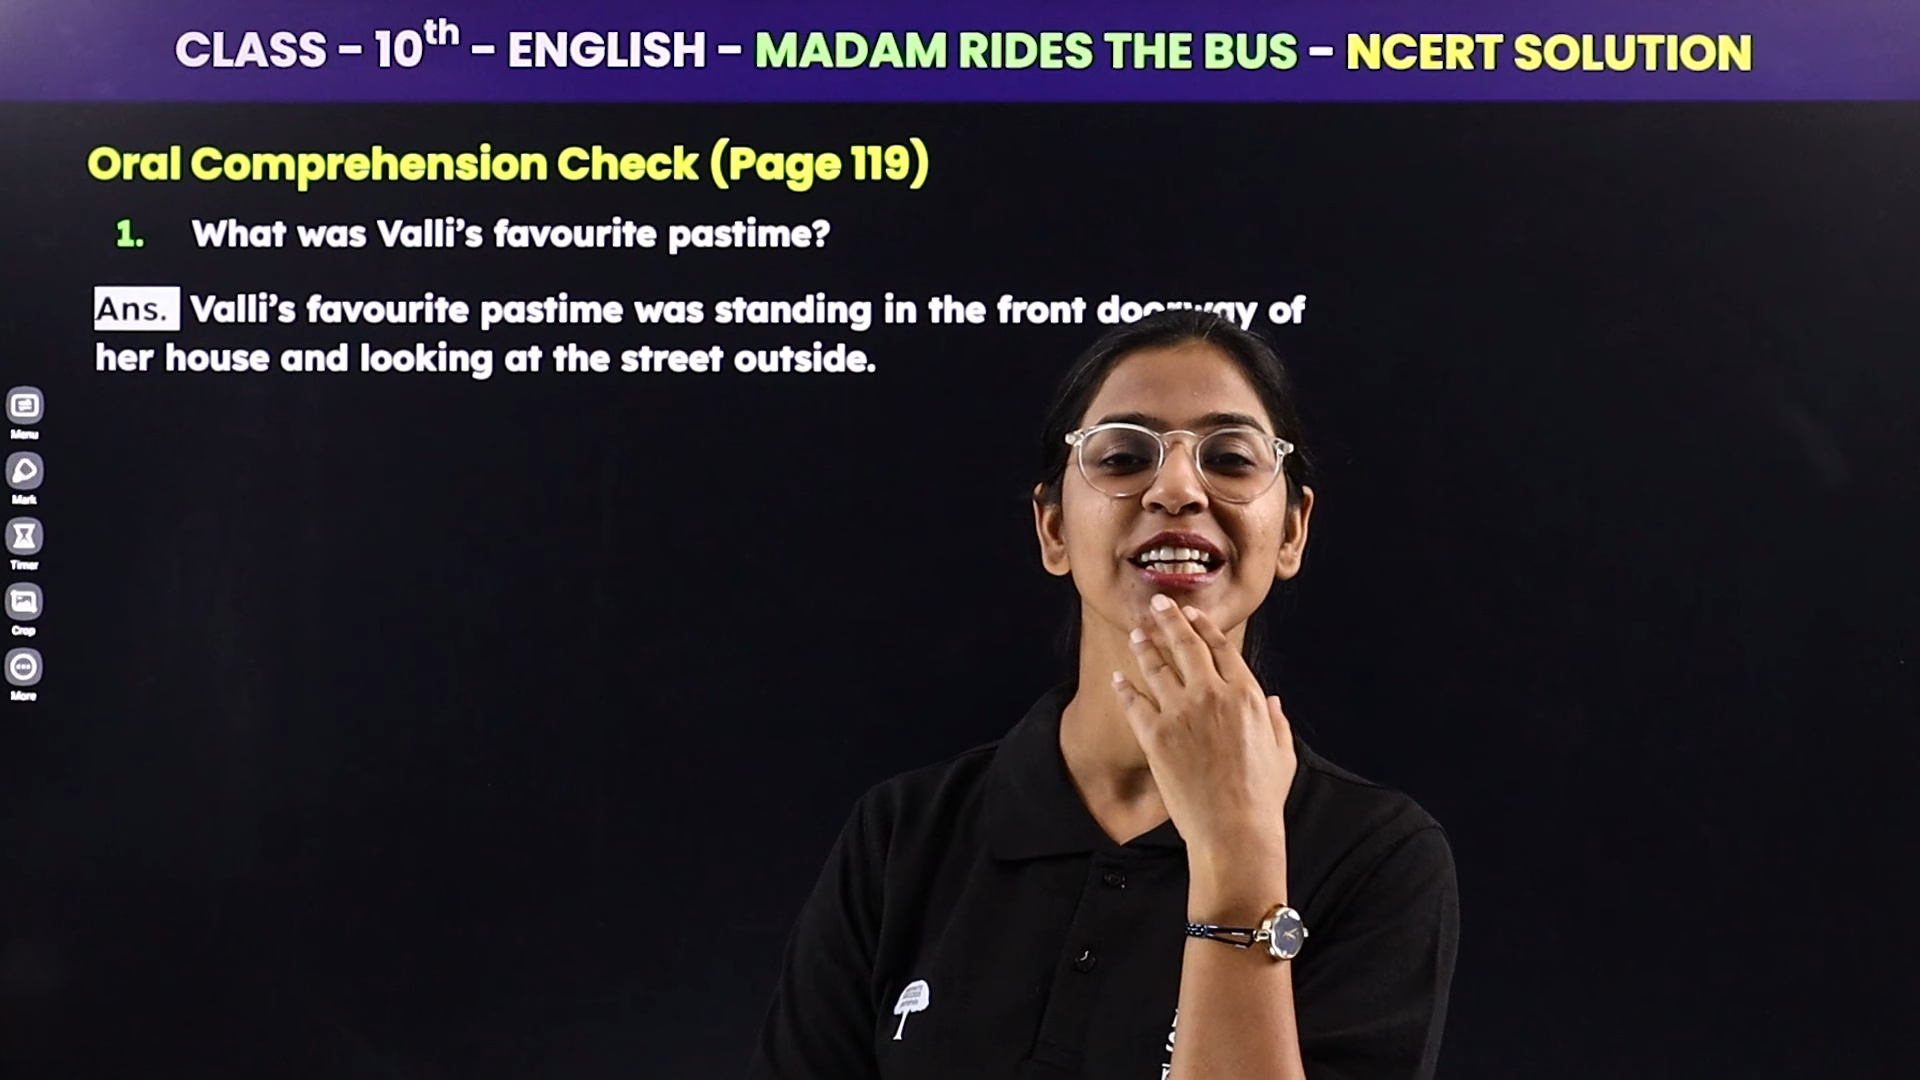 CLASS – 10th – ENGLISH – MADAM RIDES THE BUS – NCERT SOLUTION
Oral Comprehension Check (Page 119)
1. What was Valli's favourite pastime?
Ans. Valli's favourite pastime was standing in the front doorway of
her house and looking at the street outside.
Menu
Mark
Timer
Crop
More